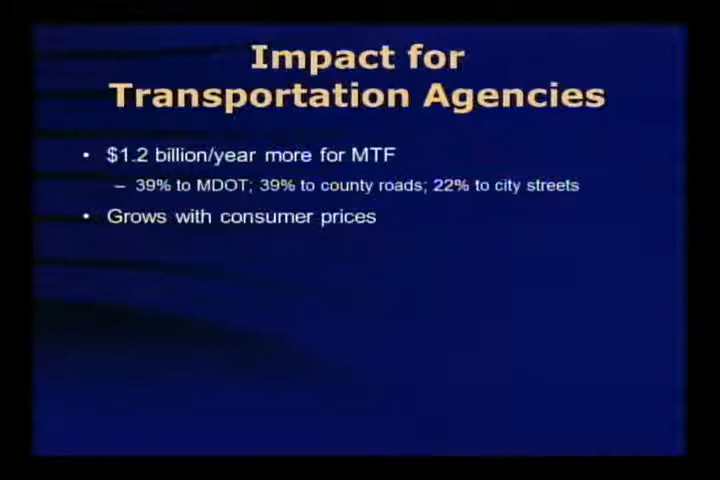 Impact for
Transportation Agencies
• $1.2 billion/year more for MTF
– 39% to MDOT; 39% to county roads; 22% to city streets
• Grows with consumer prices